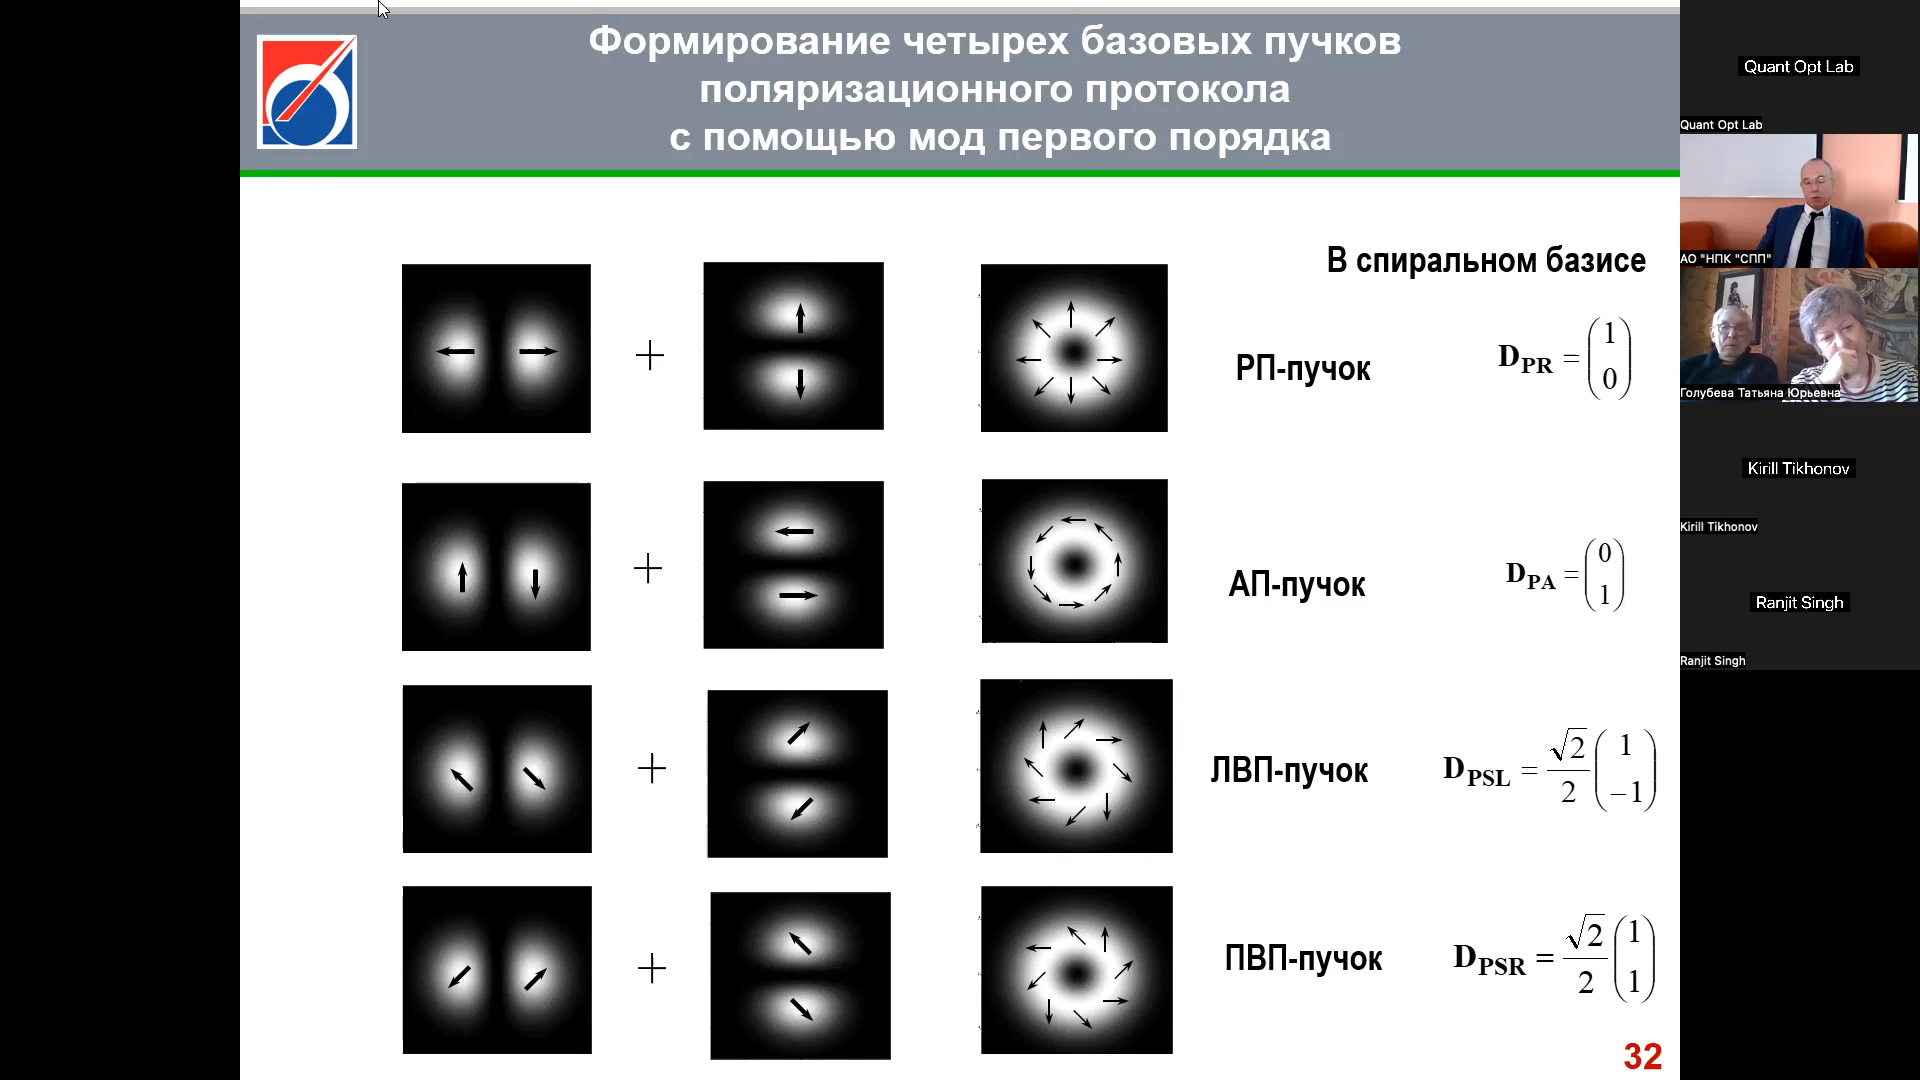 Формирование четырех базовых пучков
поляризационного протокола
с помощью мод первого порядка
В спиральном базисе
+
РП-пучок
D_PR = (1 0)
+
АП-пучок
D_PA = (0 1)
+
ЛВП-пучок
D_PSL = √2/2 (1 −1)
+
ПВП-пучок
D_PSR = √2/2 (1 1)
32
Quant Opt Lab
Quant Opt Lab
АО "НПК "СПП"
Голубева Татьяна Юрьевна
Kirill Tikhonov
Kirill Tikhonov
Ranjit Singh
Ranjit Singh